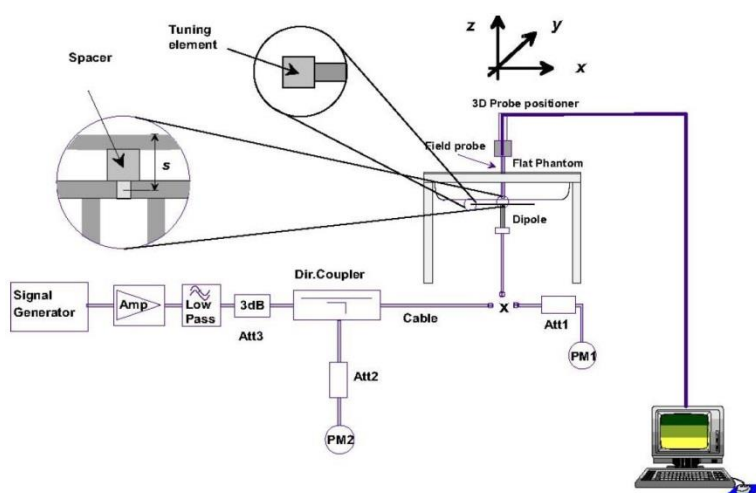 Tuning
element
Spacer
s
z
y
x
3D Probe positioner
Field probe
Flat Phantom
Dipole
Signal
Generator
Amp
Low
Pass
3dB
Att3
Dir.Coupler
Cable
x
Att1
PM1
Att2
PM2